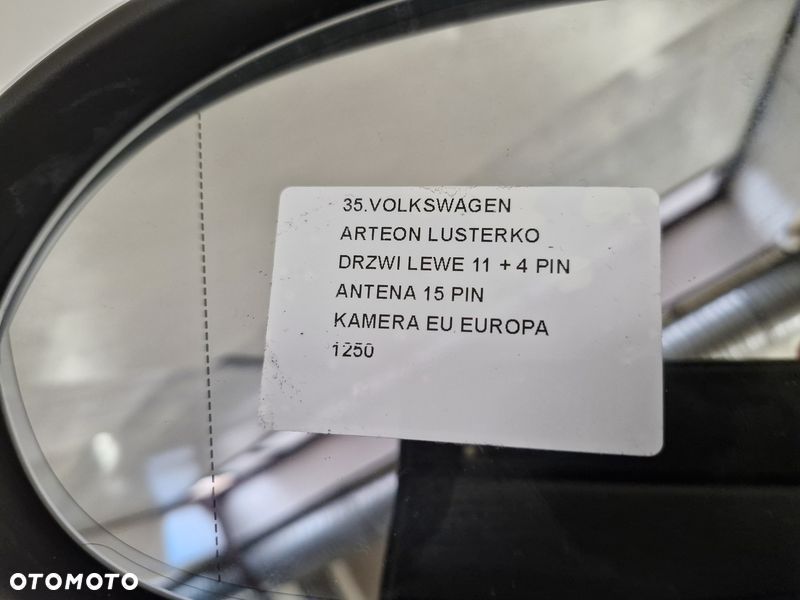 35.VOLKSWAGEN
ARTEON LUSTERKO
DRZWI LEWE 11 + 4 PIN
ANTENA 15 PIN
KAMERA EU EUROPA
1250
OTOMOTO